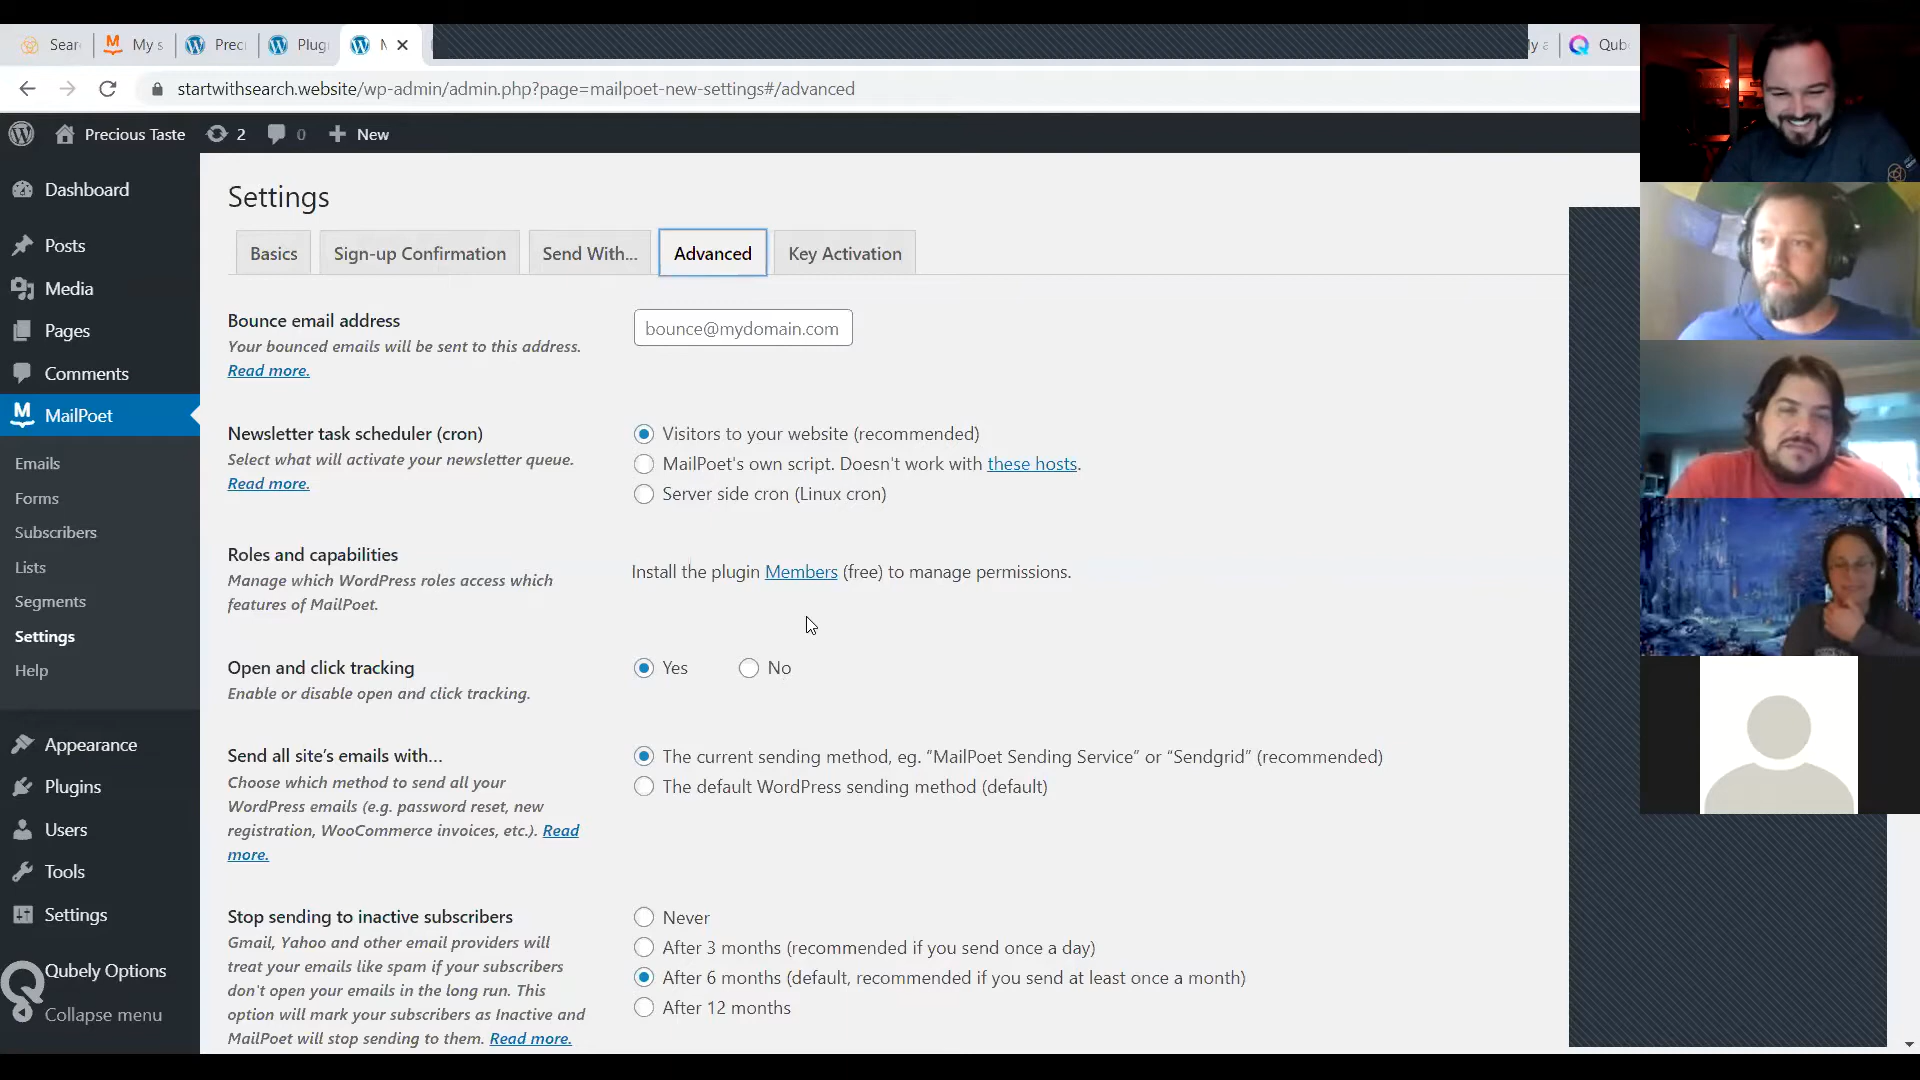 Sear
My s
Prec
Plugi
ly a
Qub
startwithsearch.website/wp-admin/admin.php?page=mailpoet-new-settings#/advanced
Precious Taste
2
0
New
Dashboard
Posts
Media
Pages
Comments
MailPoet
Emails
Forms
Subscribers
Lists
Segments
Settings
Help
Appearance
Plugins
Users
Tools
Settings
Qubely Options
Collapse menu
Settings
Basics
Sign-up Confirmation
Send With...
Advanced
Key Activation
Bounce email address
Your bounced emails will be sent to this address.
Read more.
bounce@mydomain.com
Newsletter task scheduler (cron)
Select what will activate your newsletter queue.
Read more.
Visitors to your website (recommended)
MailPoet's own script. Doesn't work with these hosts.
Server side cron (Linux cron)
Roles and capabilities
Manage which WordPress roles access which
features of MailPoet.
Install the plugin Members (free) to manage permissions.
Open and click tracking
Enable or disable open and click tracking.
Yes
No
Send all site’s emails with…
Choose which method to send all your
WordPress emails (e.g. password reset, new
registration, WooCommerce invoices, etc.). Read
more.
The current sending method, eg. “MailPoet Sending Service” or “Sendgrid” (recommended)
The default WordPress sending method (default)
Stop sending to inactive subscribers
Gmail, Yahoo and other email providers will
treat your emails like spam if your subscribers
don't open your emails in the long run. This
option will mark your subscribers as Inactive and
MailPoet will stop sending to them. Read more.
Never
After 3 months (recommended if you send once a day)
After 6 months (default, recommended if you send at least once a month)
After 12 months